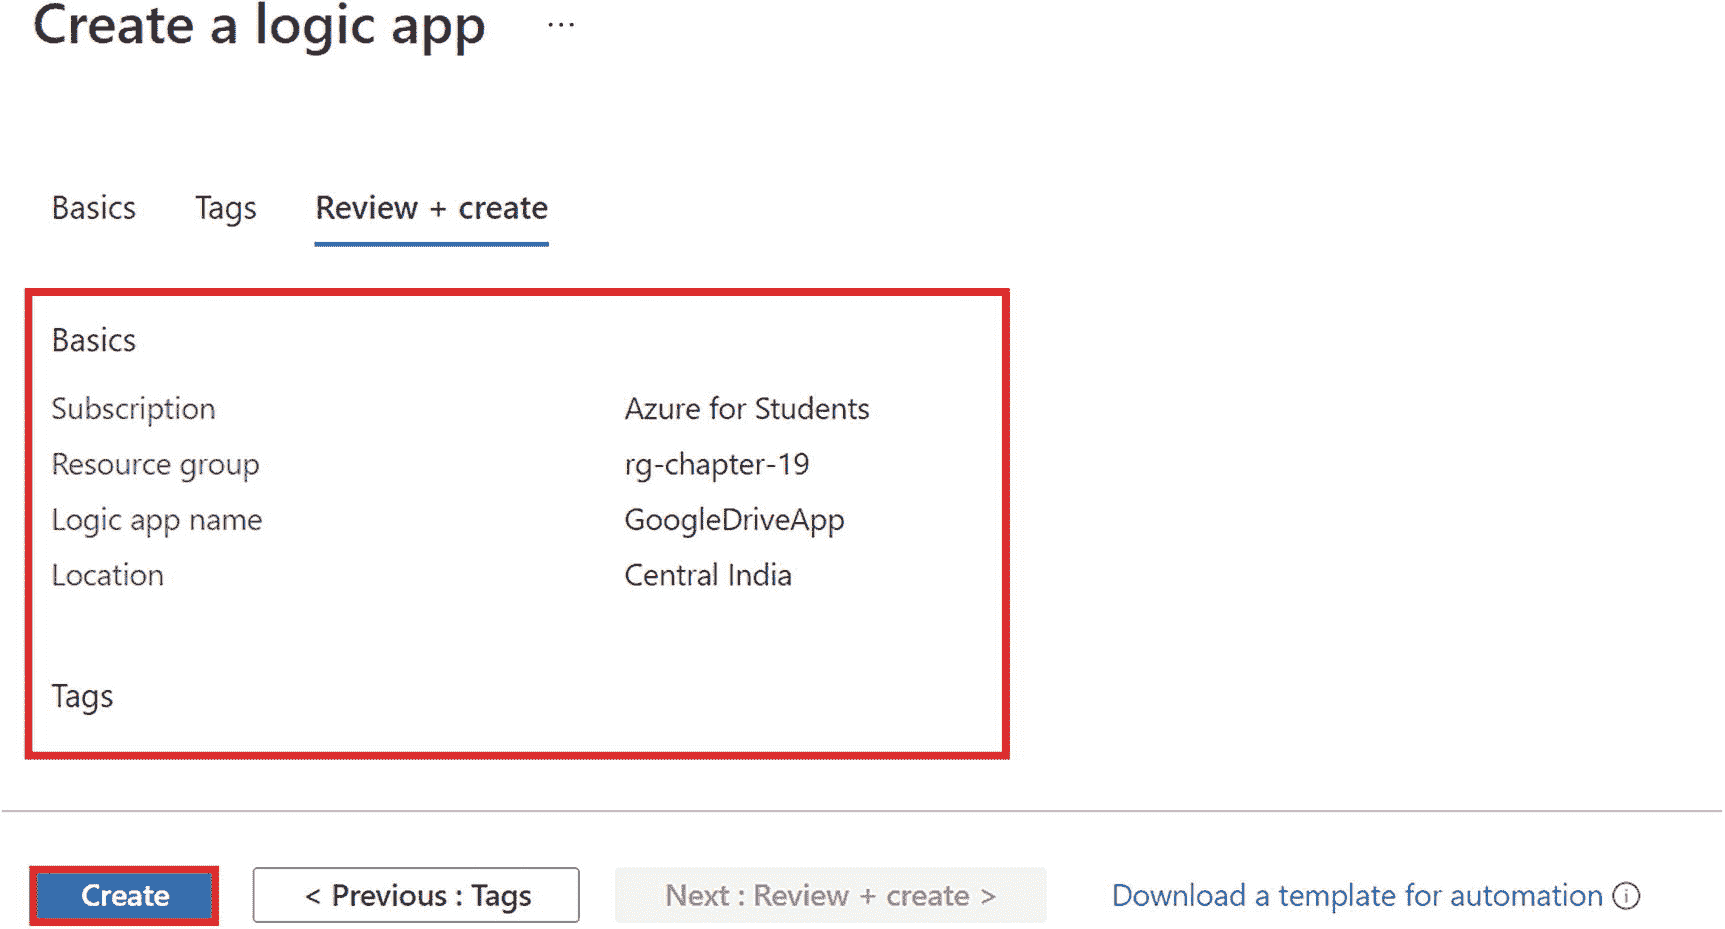 Create a logic app ...
Basics Tags Review + create
Basics
Subscription Azure for Students
Resource group rg-chapter-19
Logic app name GoogleDriveApp
Location Central India
Tags
Create < Previous : Tags Next : Review + create > Download a template for automation